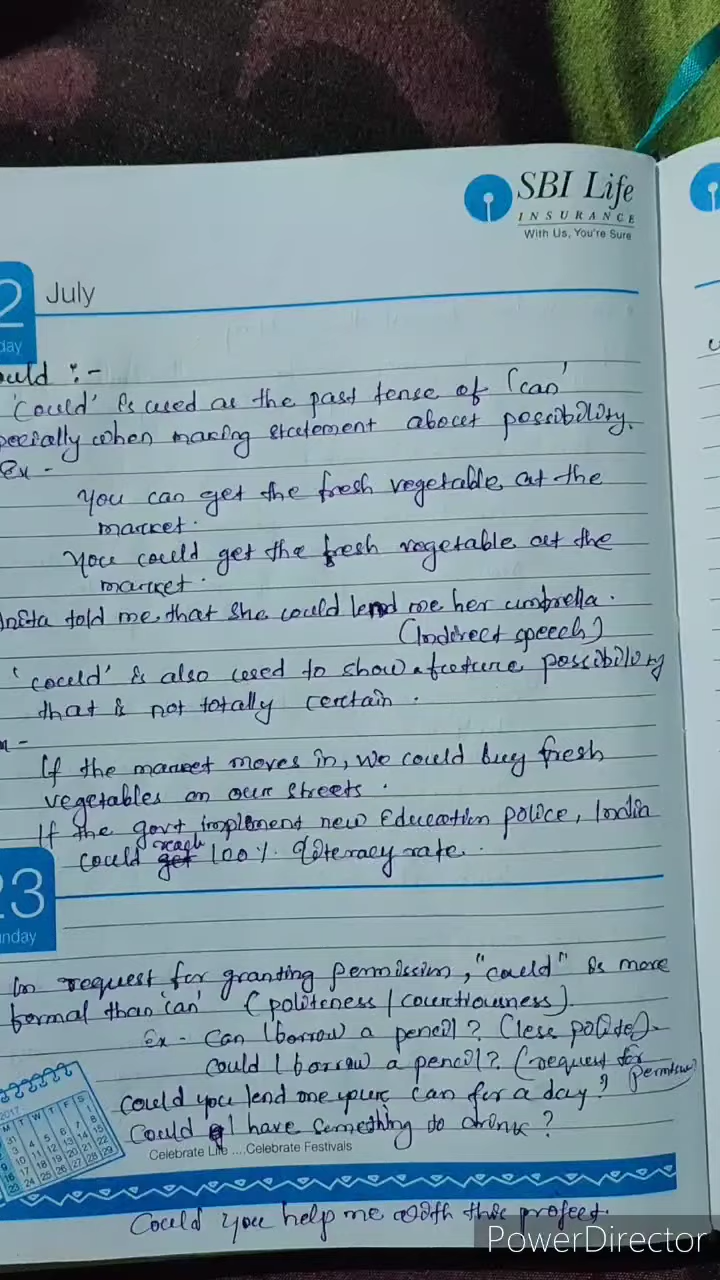 SBI Life
INSURANCE
With Us, You're Sure
2 July
day
ould :-
'Could' is used as the past tense of 'can'
pecially when making statement about possibility.
Ex -
You can get the fresh vegetable at the
market.
You could get the fresh vegetable at the
market.
told me, that she could lend me her umbrella.
(Indirect speech)
'could' is also used to show a future possibility
that is not totally certain.
If the market moves in, we could buy fresh
vegetables on our streets.
If the govt. implement new Education police, India
could reach 100% literacy rate.
23
nday
In request for granting permission, "could" is more
formal than 'can' (politeness / courtiousness).
Ex - Can I borrow a pencil? (less polite).
Could I borrow a pencil? (request for
permission)
Could you lend me your can for a day?
Could I have something to drink?
2017
M T W T F S
Celebrate Life ....Celebrate Festivals
Could you help me with this project.
PowerDirector